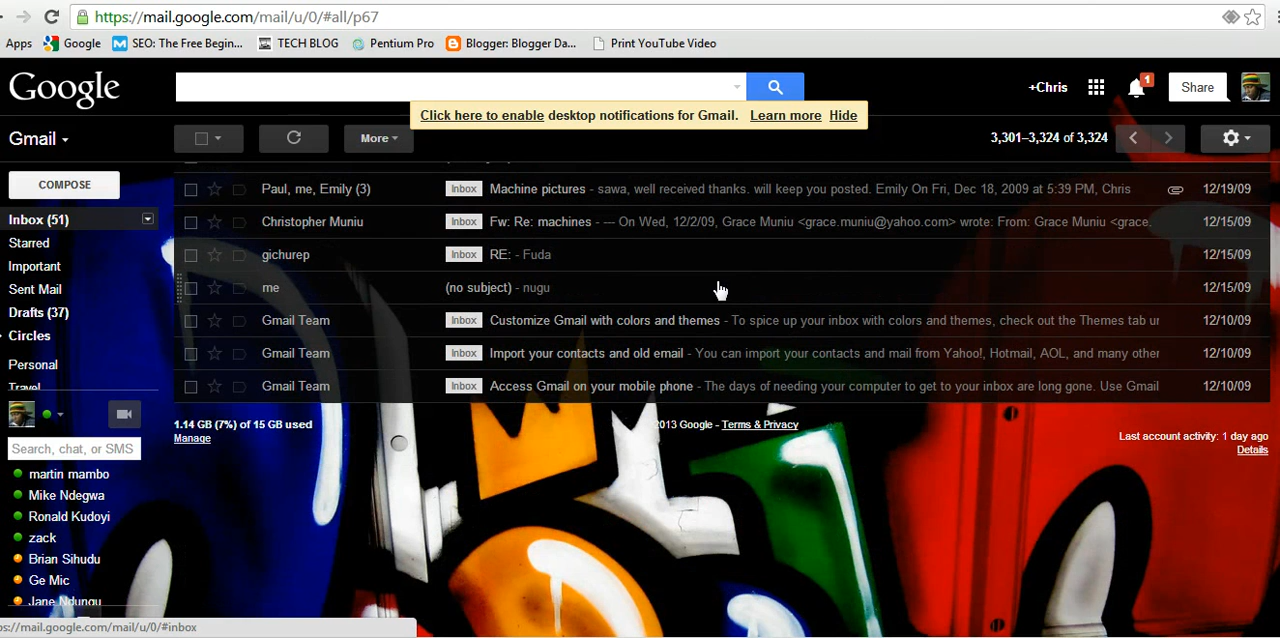 https://mail.google.com/mail/u/0/#all/p67
Apps Google SEO: The Free Begin... TECH BLOG Pentium Pro Blogger: Blogger Da... Print YouTube Video
Google +Chris 1 Share
Click here to enable desktop notifications for Gmail. Learn more Hide
Gmail More 3,301–3,324 of 3,324
COMPOSE
Inbox (51)
Starred
Important
Sent Mail
Drafts (37)
Circles
Personal
Travel
Paul, me, Emily (3) Inbox Machine pictures - sawa, well received thanks. will keep you posted. Emily On Fri, Dec 18, 2009 at 5:39 PM, Chris 12/19/09
Christopher Muniu Inbox Fw: Re: machines - --- On Wed, 12/2/09, Grace Muniu <grace.muniu@yahoo.com> wrote: From: Grace Muniu <grace. 12/15/09
gichurep Inbox RE: - Fuda 12/15/09
me (no subject) - nugu 12/15/09
Gmail Team Inbox Customize Gmail with colors and themes - To spice up your inbox with colors and themes, check out the Themes tab ur 12/10/09
Gmail Team Inbox Import your contacts and old email - You can import your contacts and mail from Yahoo!, Hotmail, AOL, and many other 12/10/09
Gmail Team Inbox Access Gmail on your mobile phone - The days of needing your computer to get to your inbox are long gone. Use Gmail 12/10/09
1.14 GB (7%) of 15 GB used
Manage
2013 Google - Terms & Privacy
Last account activity: 1 day ago
Details
Search, chat, or SMS
martin mambo
Mike Ndegwa
Ronald Kudoyi
zack
Brian Sihudu
Ge Mic
Jane Ndungu
ps://mail.google.com/mail/u/0/#inbox